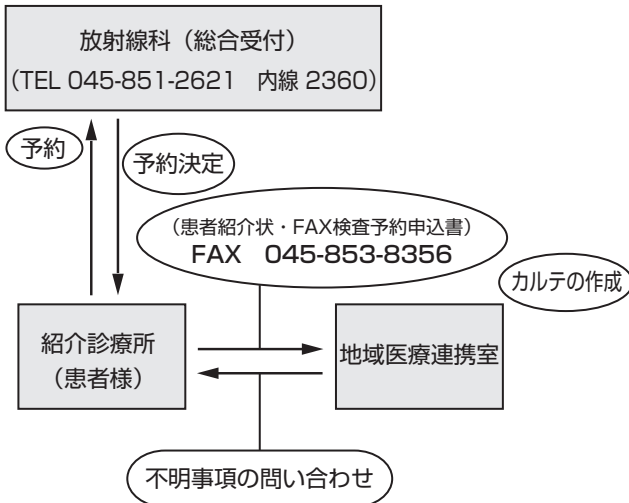 放射線科（総合受付）
（TEL 045-851-2621　内線 2360）
予約
予約決定
（患者紹介状・FAX検査予約申込書）
FAX　045-853-8356
カルテの作成
紹介診療所
（患者様）
地域医療連携室
不明事項の問い合わせ